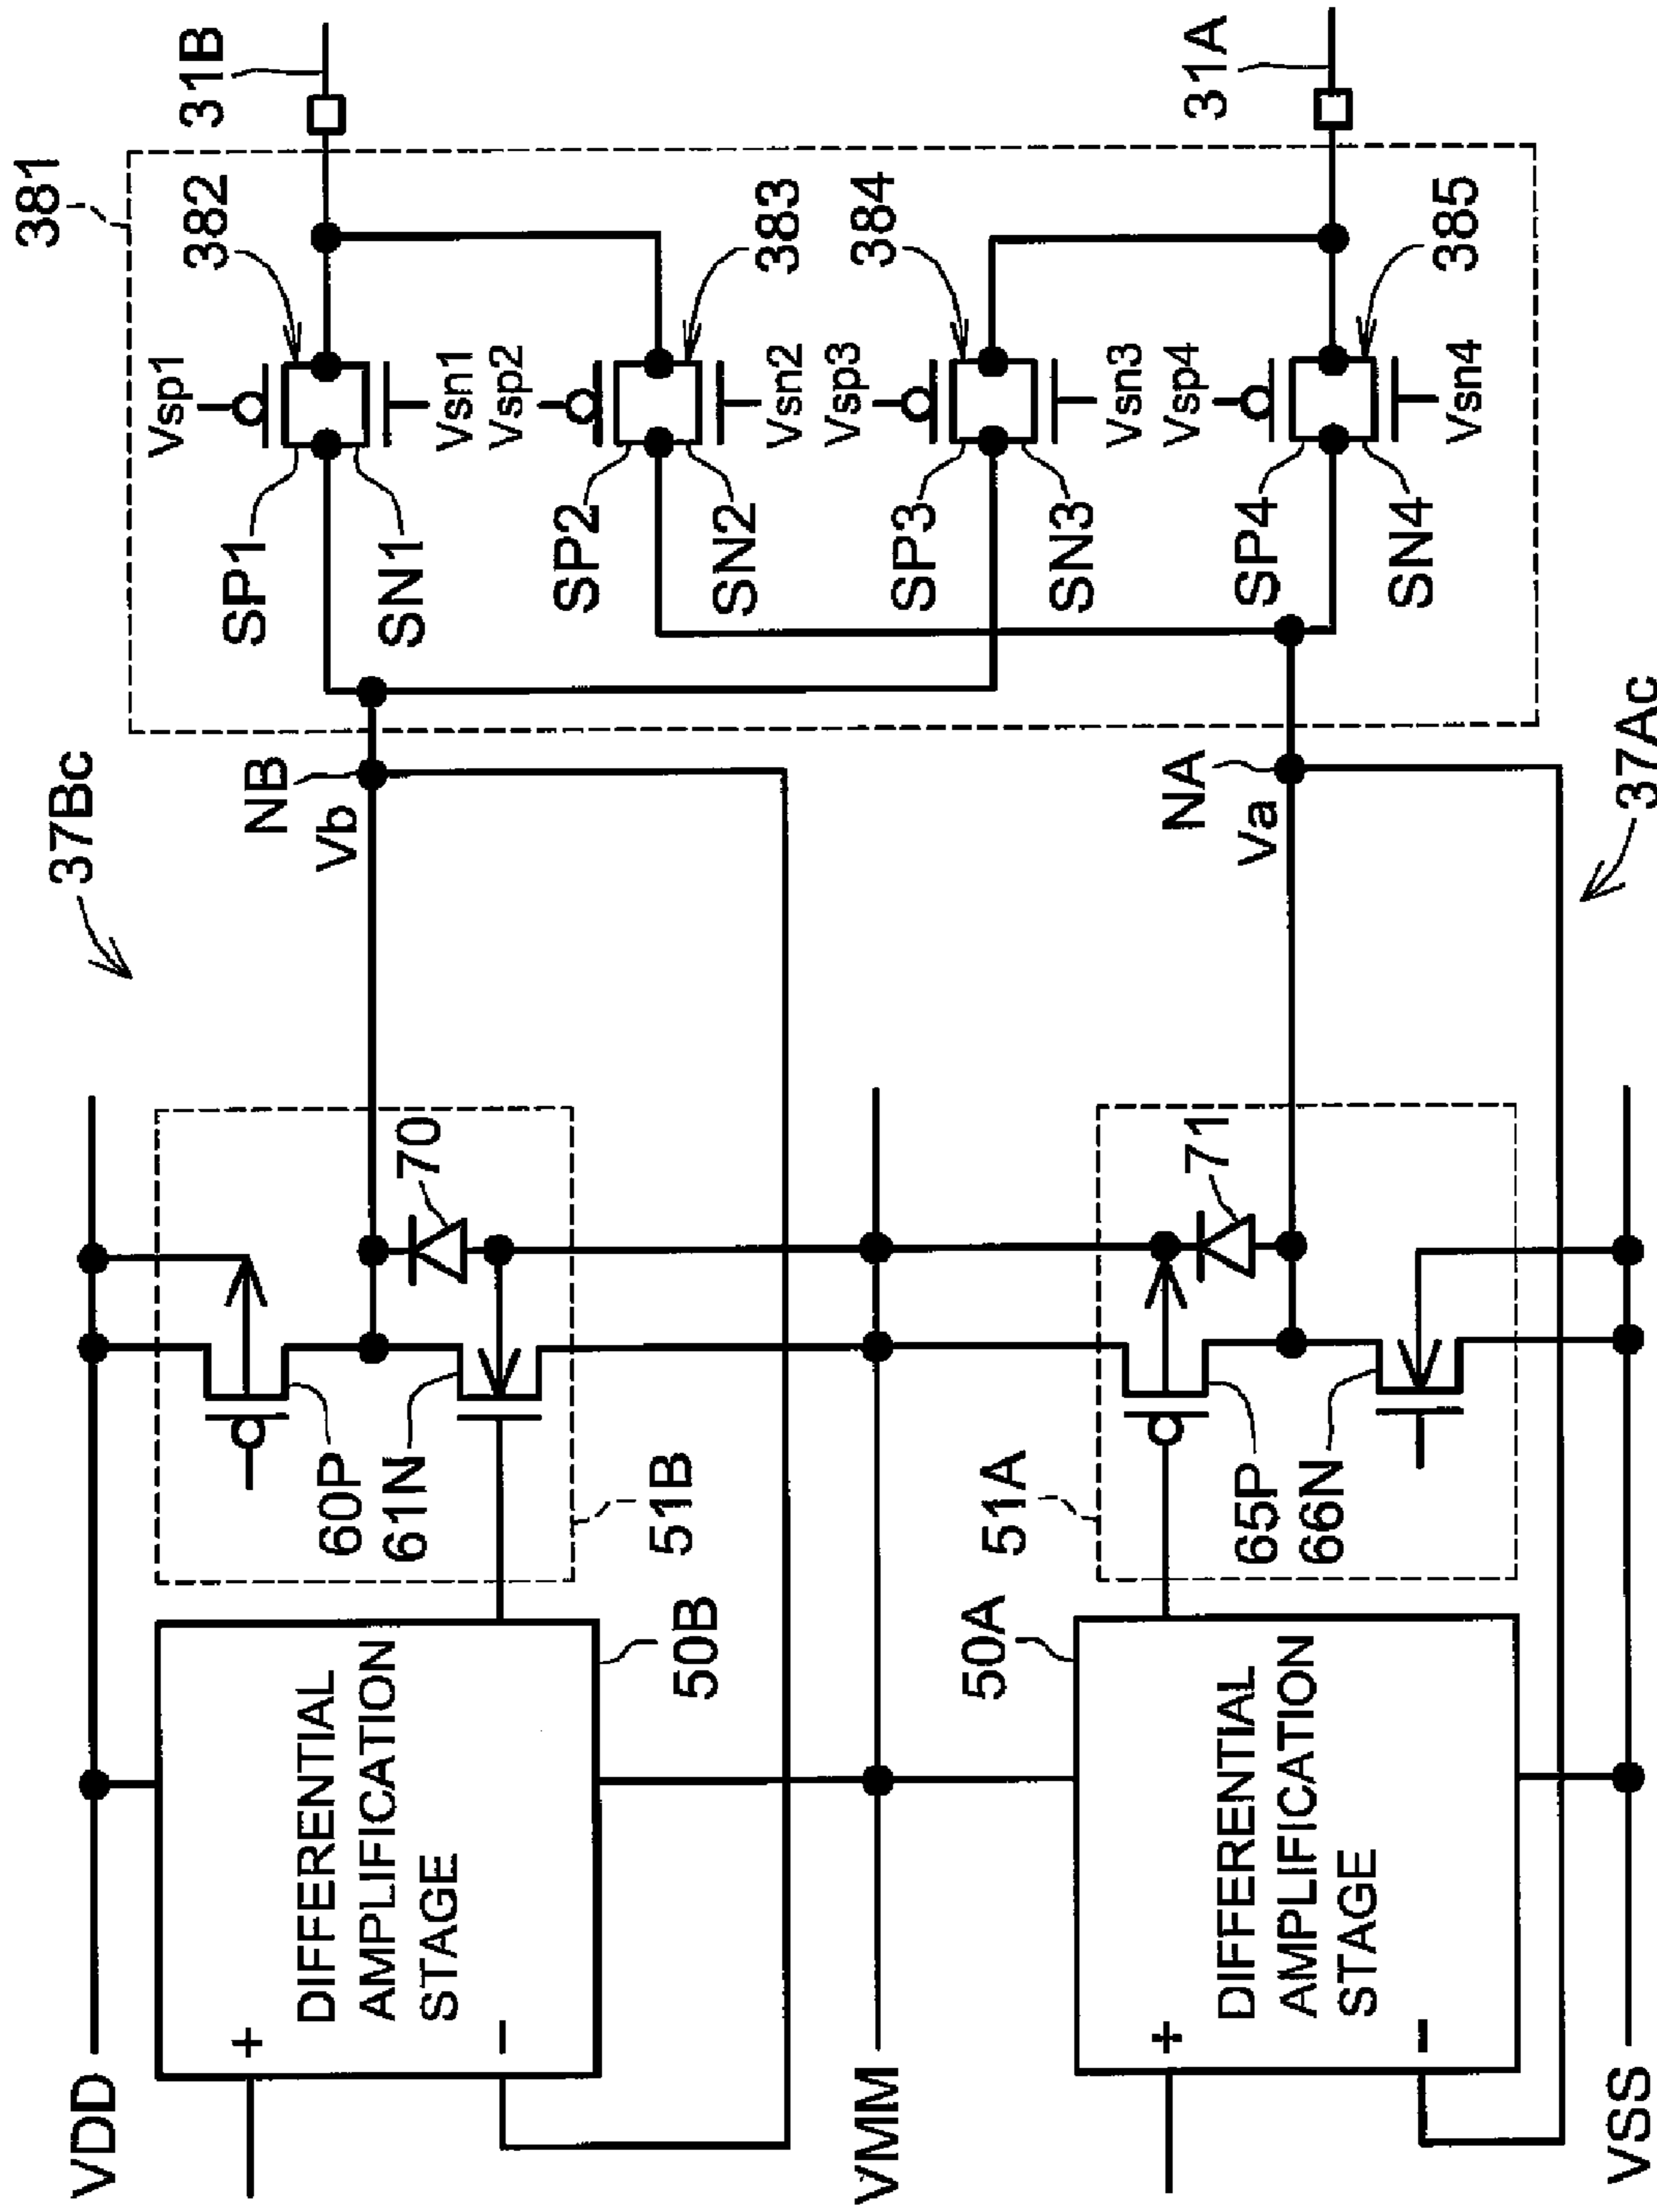 37Bc
381
VDD
DIFFERENTIAL
AMPLIFICATION
STAGE
+
−
50B
60P
61N
51B
70
NB
Vb
Vsp1
382
31B
SP1
SN1
Vsn1
Vsp2
SP2
383
SN2
Vsn2
Vsp3
384
SP3
SN3
Vsn3
Vsp4
SP4
385
SN4
Vsn4
31A
VMM
50A
DIFFERENTIAL
AMPLIFICATION
STAGE
+
−
51A
65P
66N
71
NA
Va
VSS
37Ac